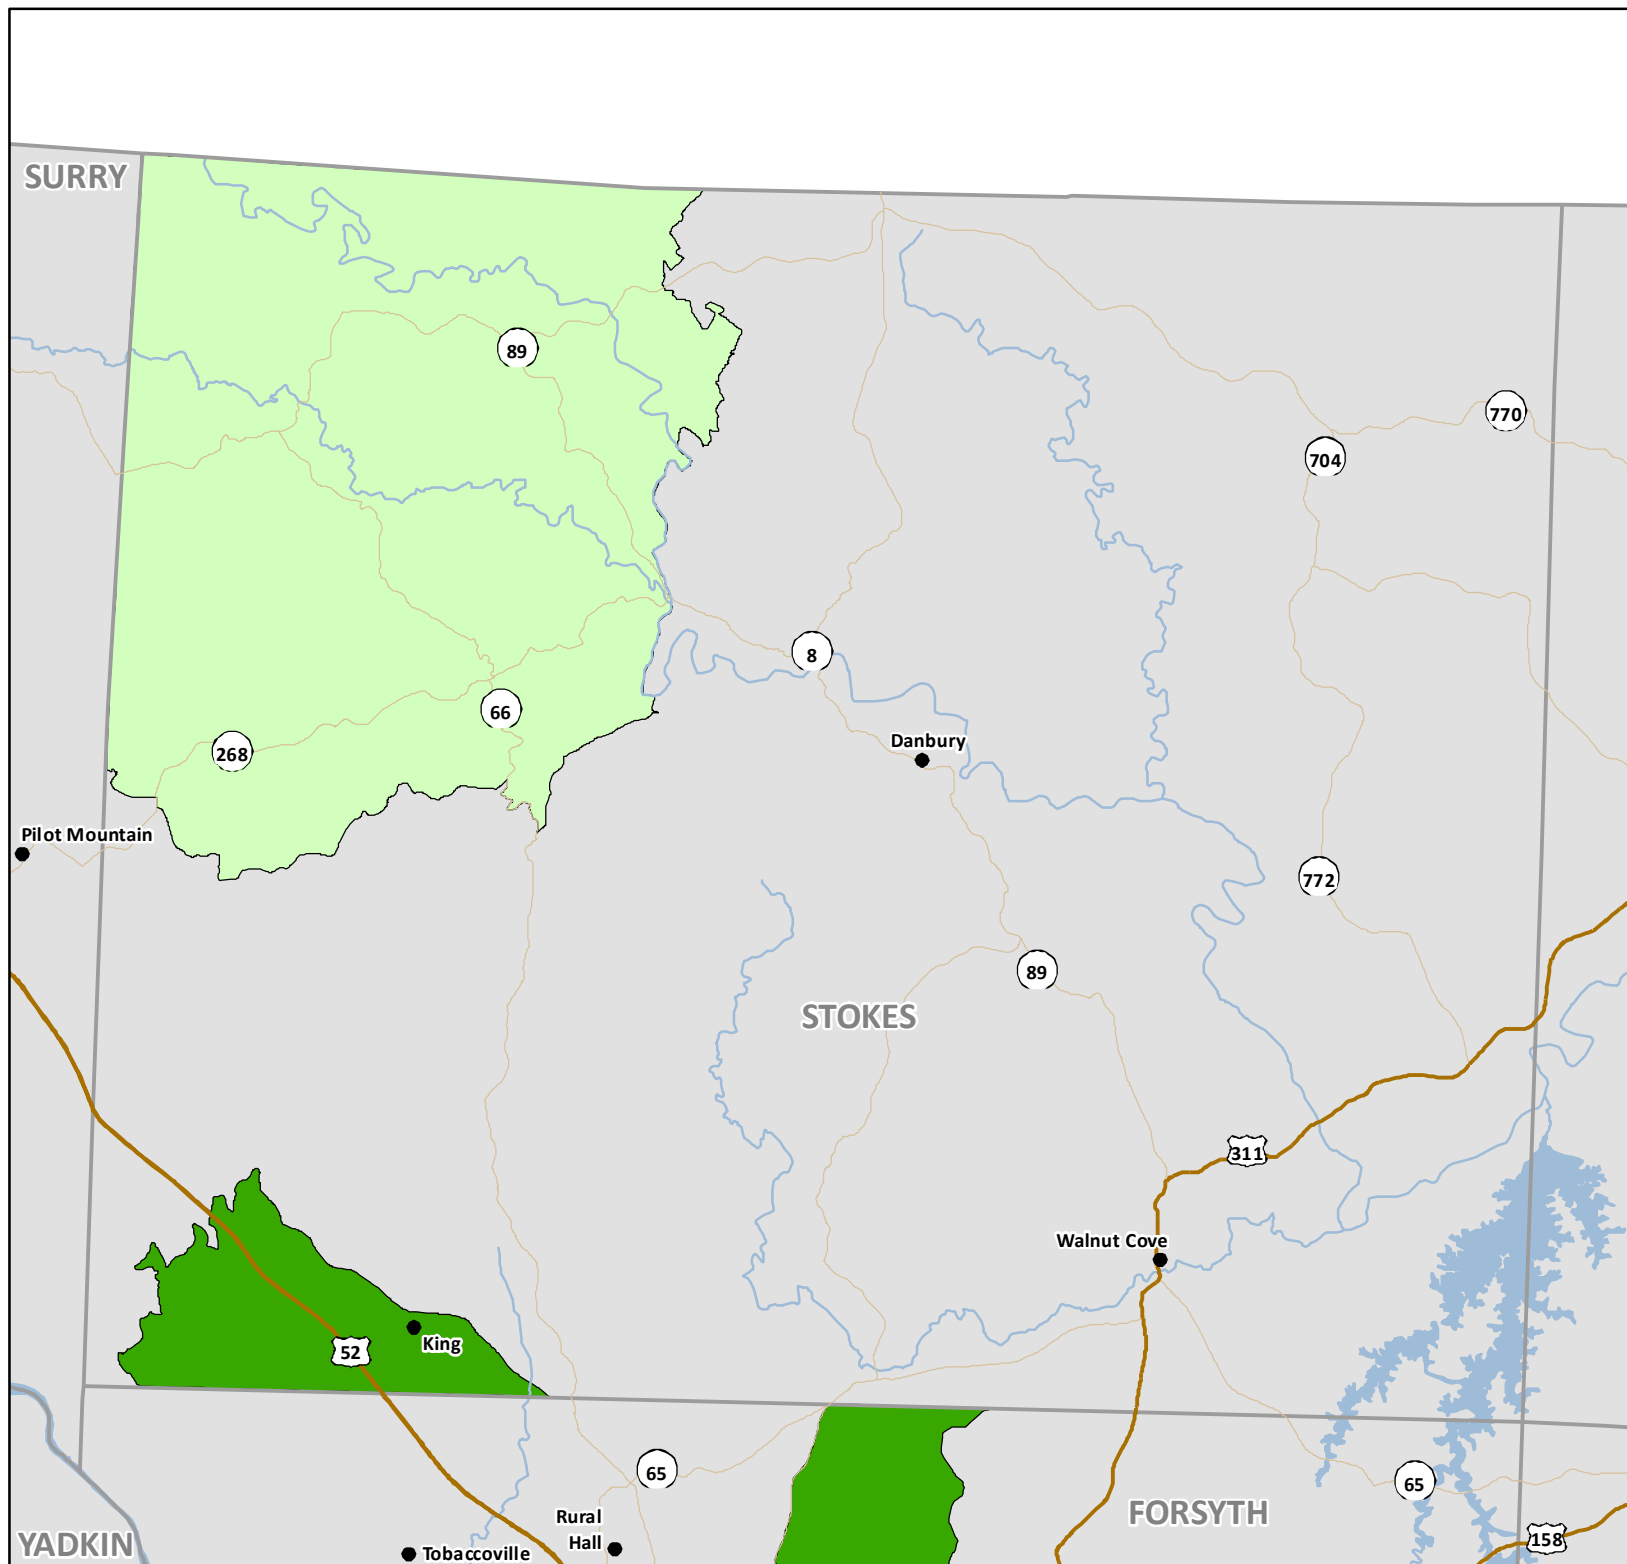 SURRY
89
770
704
8
66
Danbury
268
Pilot Mountain
772
89
STOKES
311
Walnut Cove
King
52
65
65
FORSYTH
Rural
Hall
158
YADKIN
Tobaccoville